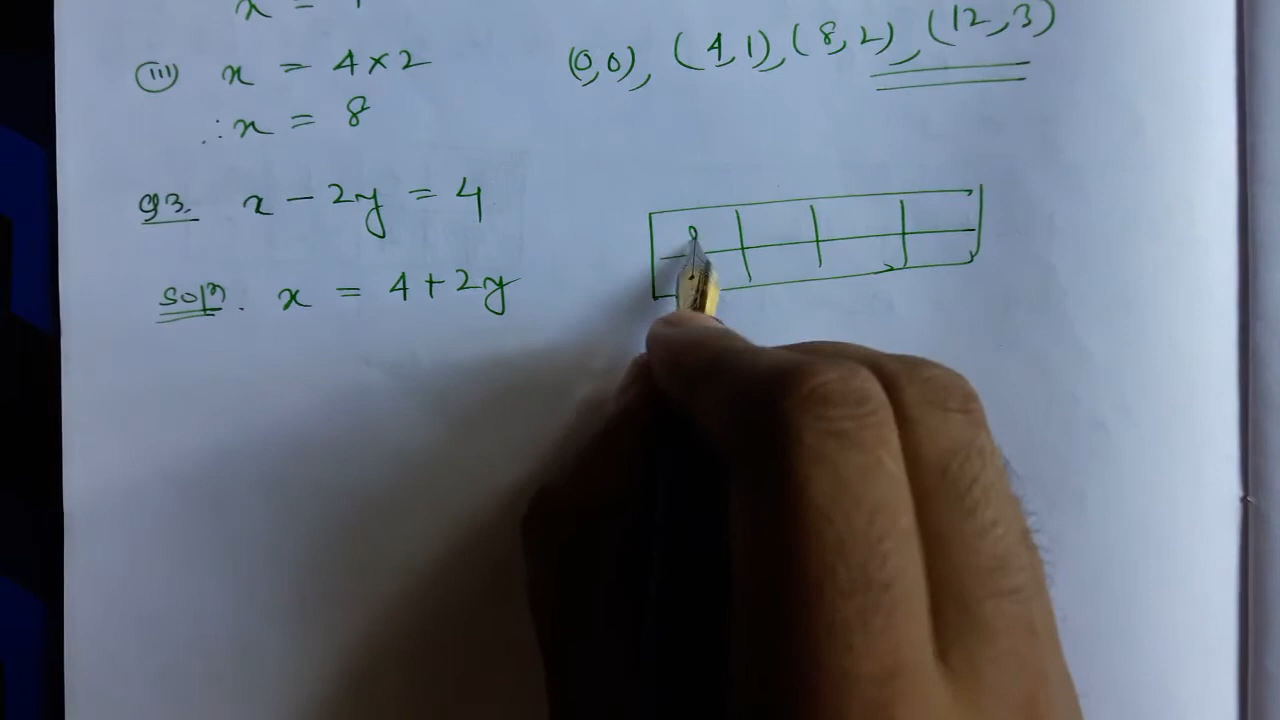 (iii) x = 4 × 2
∴ x = 8
(0,0), (4,1), (8,2), (12,3)
Q3. x - 2y = 4
Soln. x = 4 + 2y
0